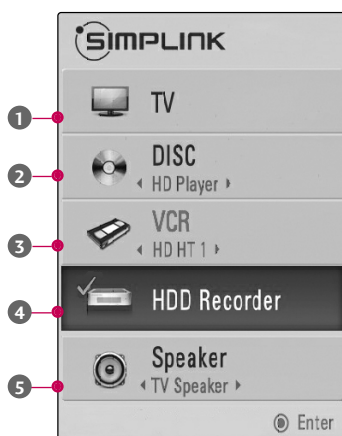 SIMPLINK
1 TV
2 DISC
◀ HD Player ▶
3 VCR
◀ HD HT 1 ▶
4 HDD Recorder
5 Speaker
◀ TV Speaker ▶
◉ Enter